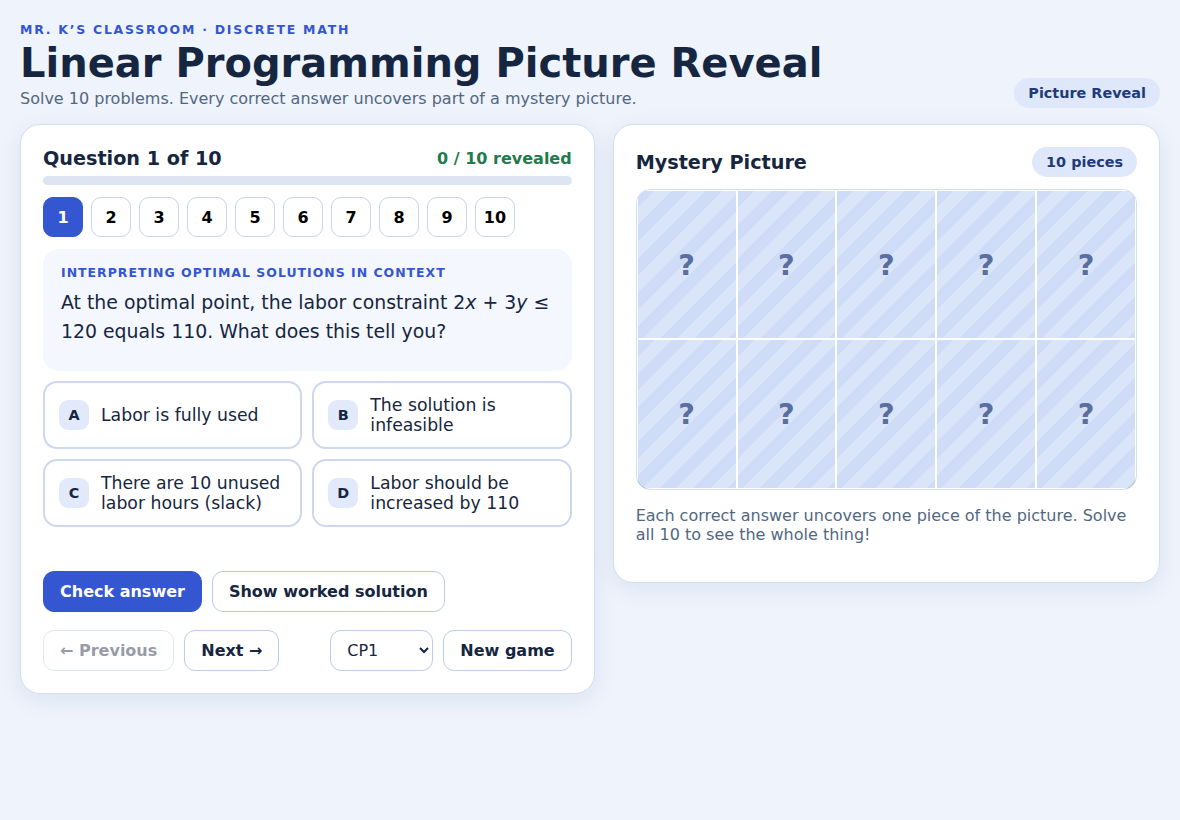 MR. K’S CLASSROOM · DISCRETE MATH
Linear Programming Picture Reveal
Solve 10 problems. Every correct answer uncovers part of a mystery picture.
Picture Reveal
Question 1 of 10
0 / 10 revealed
1 2 3 4 5 6 7 8 9 10
INTERPRETING OPTIMAL SOLUTIONS IN CONTEXT
At the optimal point, the labor constraint 2x + 3y ≤
120 equals 110. What does this tell you?
A Labor is fully used
B The solution is
infeasible
C There are 10 unused
labor hours (slack)
D Labor should be
increased by 110
Check answer
Show worked solution
← Previous
Next →
CP1
New game
Mystery Picture
10 pieces
? ? ? ? ?
? ? ? ? ?
Each correct answer uncovers one piece of the picture. Solve
all 10 to see the whole thing!